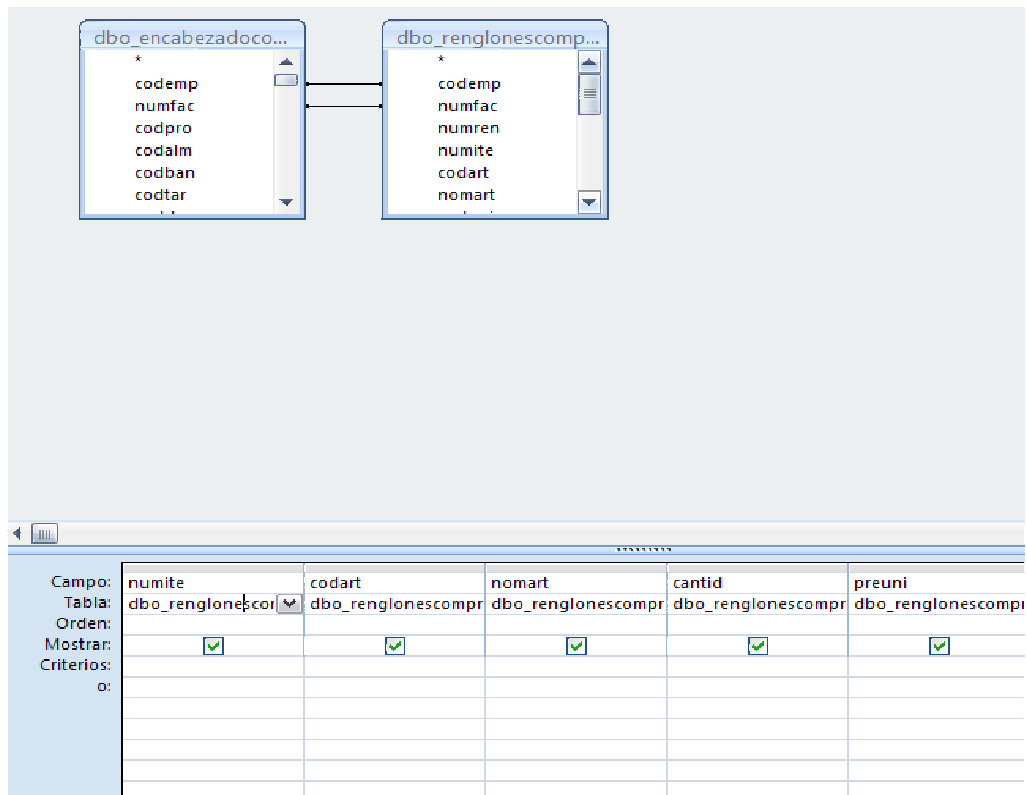 dbo_encabezadoco...
*
codemp
numfac
codpro
codalm
codban
codtar
dbo_renglonescomp...
*
codemp
numfac
numren
numite
codart
nomart
Campo: numite codart nomart cantid preuni
Tabla: dbo_renglonescor dbo_renglonescompr dbo_renglonescompr dbo_renglonescompr dbo_renglonescompr
Orden:
Mostrar:
Criterios:
o: